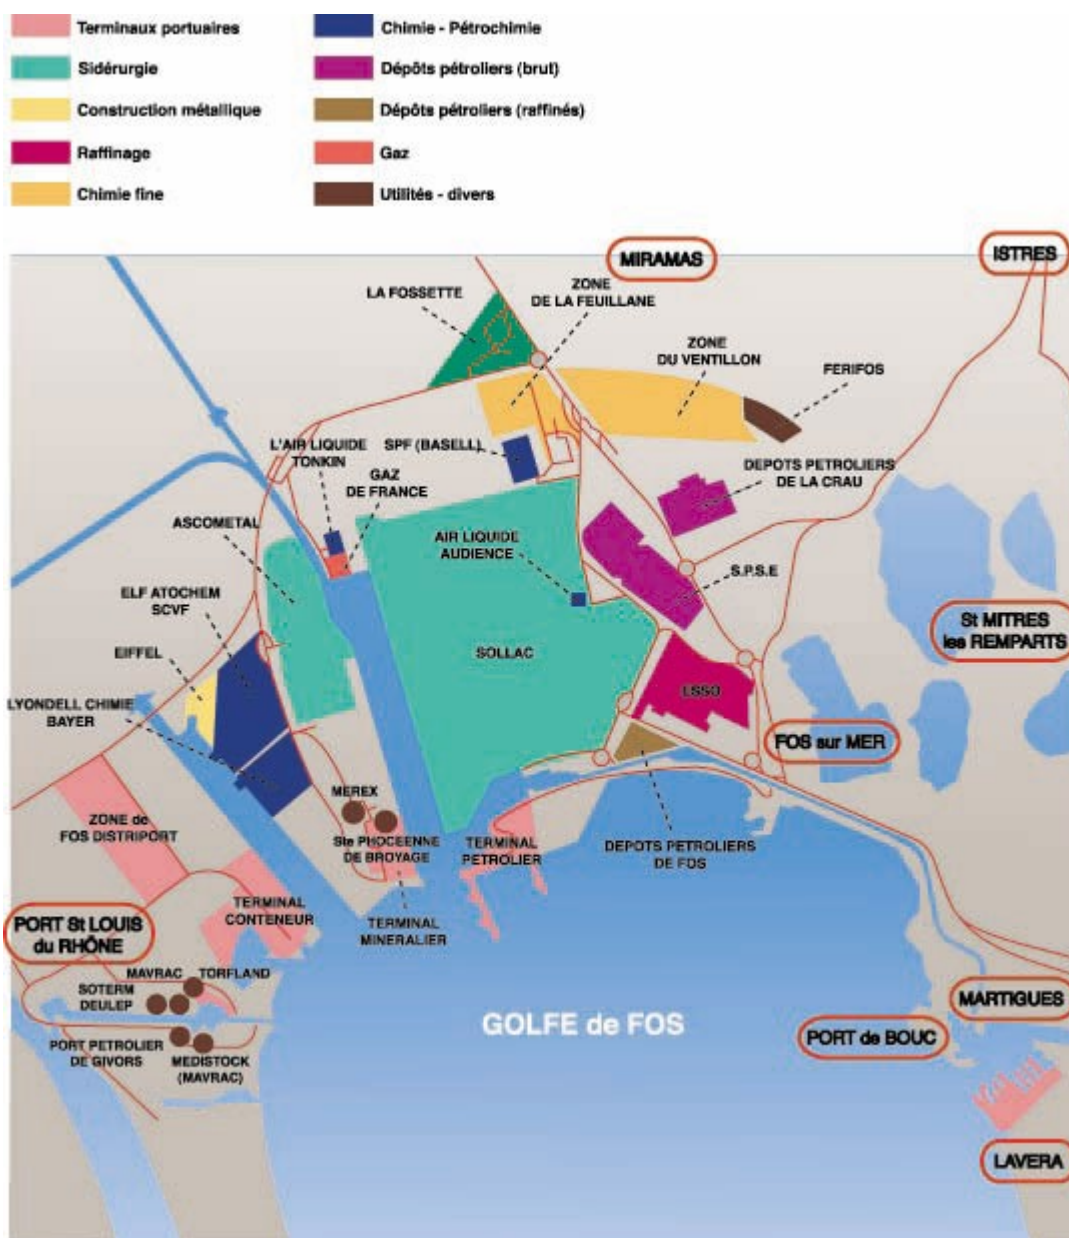 Terminaux portuaires
Sidérurgie
Construction métallique
Raffinage
Chimie fine
Chimie - Pétrochimie
Dépôts pétroliers (brut)
Dépôts pétroliers (raffinés)
Gaz
Utilités - divers
MIRAMAS
ISTRES
LA FOSSETTE
ZONE
DE LA FEUILLANE
ZONE
DU VENTILLON
FERIFOS
L'AIR LIQUIDE
TONKIN
SPF (BASELL)
GAZ
DE FRANCE
DEPOTS PETROLIERS
DE LA CRAU
ASCOMETAL
AIR LIQUIDE
AUDIENCE
S.P.S.E
ELF ATOCHEM
SCVF
St MITRES
les REMPARTS
EIFFEL
SOLLAC
LYONDELL CHIMIE
BAYER
ESSO
FOS sur MER
MEREX
ZONE de
FOS DISTRIPORT
Ste PHOCEENNE
DE BROYAGE
TERMINAL
PETROLIER
DEPOTS PETROLIERS
DE FOS
TERMINAL
CONTENEUR
TERMINAL
MINERALIER
PORT St LOUIS
du RHÔNE
MAVRAC
TORFLAND
SOTERM
DEULEP
MARTIGUES
GOLFE de FOS
PORT de BOUC
PORT PETROLIER
DE GIVORS
MEDISTOCK
(MAVRAC)
LAVERA